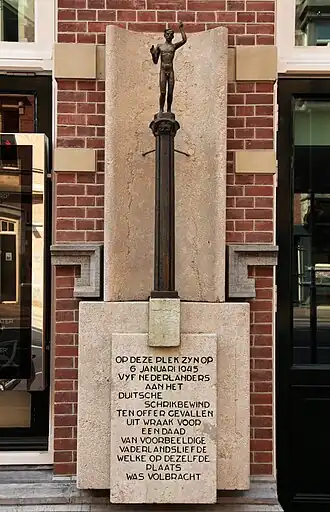 OP DEZE PLEK ZYN OP
6 JANUARI 1945
VYF NEDERLANDERS
AAN HET
DUITSCHE
SCHRIKBEWIND
TEN OFFER GEVALLEN
UIT WRAAK VOOR
EEN DAAD
VAN VOORBEELDIGE
VADERLANDSLIEFDE
WELKE OP DEZELFDE
PLAATS
WAS VOLBRACHT